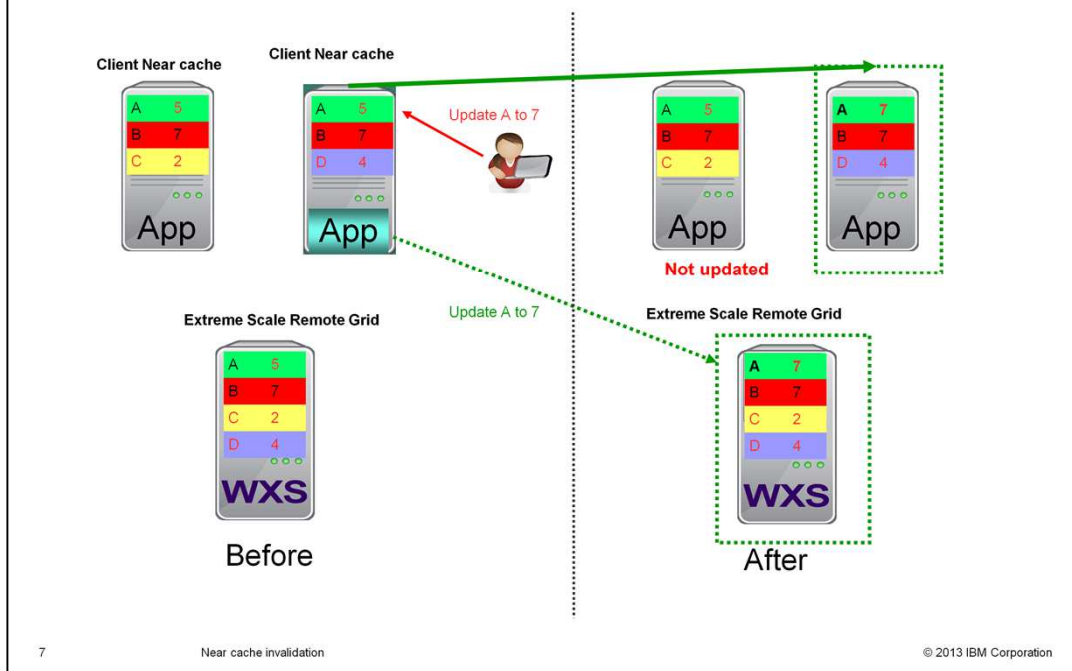 Client Near cache
Client Near cache
A 5
B 7
C 2
App
A 5
B 7
D 4
App
Update A to 7
Update A to 7
Extreme Scale Remote Grid
A 5
B 7
C 2
D 4
WXS
Before
A 5
B 7
C 2
App
Not updated
A 7
B 7
D 4
App
Extreme Scale Remote Grid
A 7
B 7
C 2
D 4
WXS
After
7
Near cache invalidation
© 2013 IBM Corporation